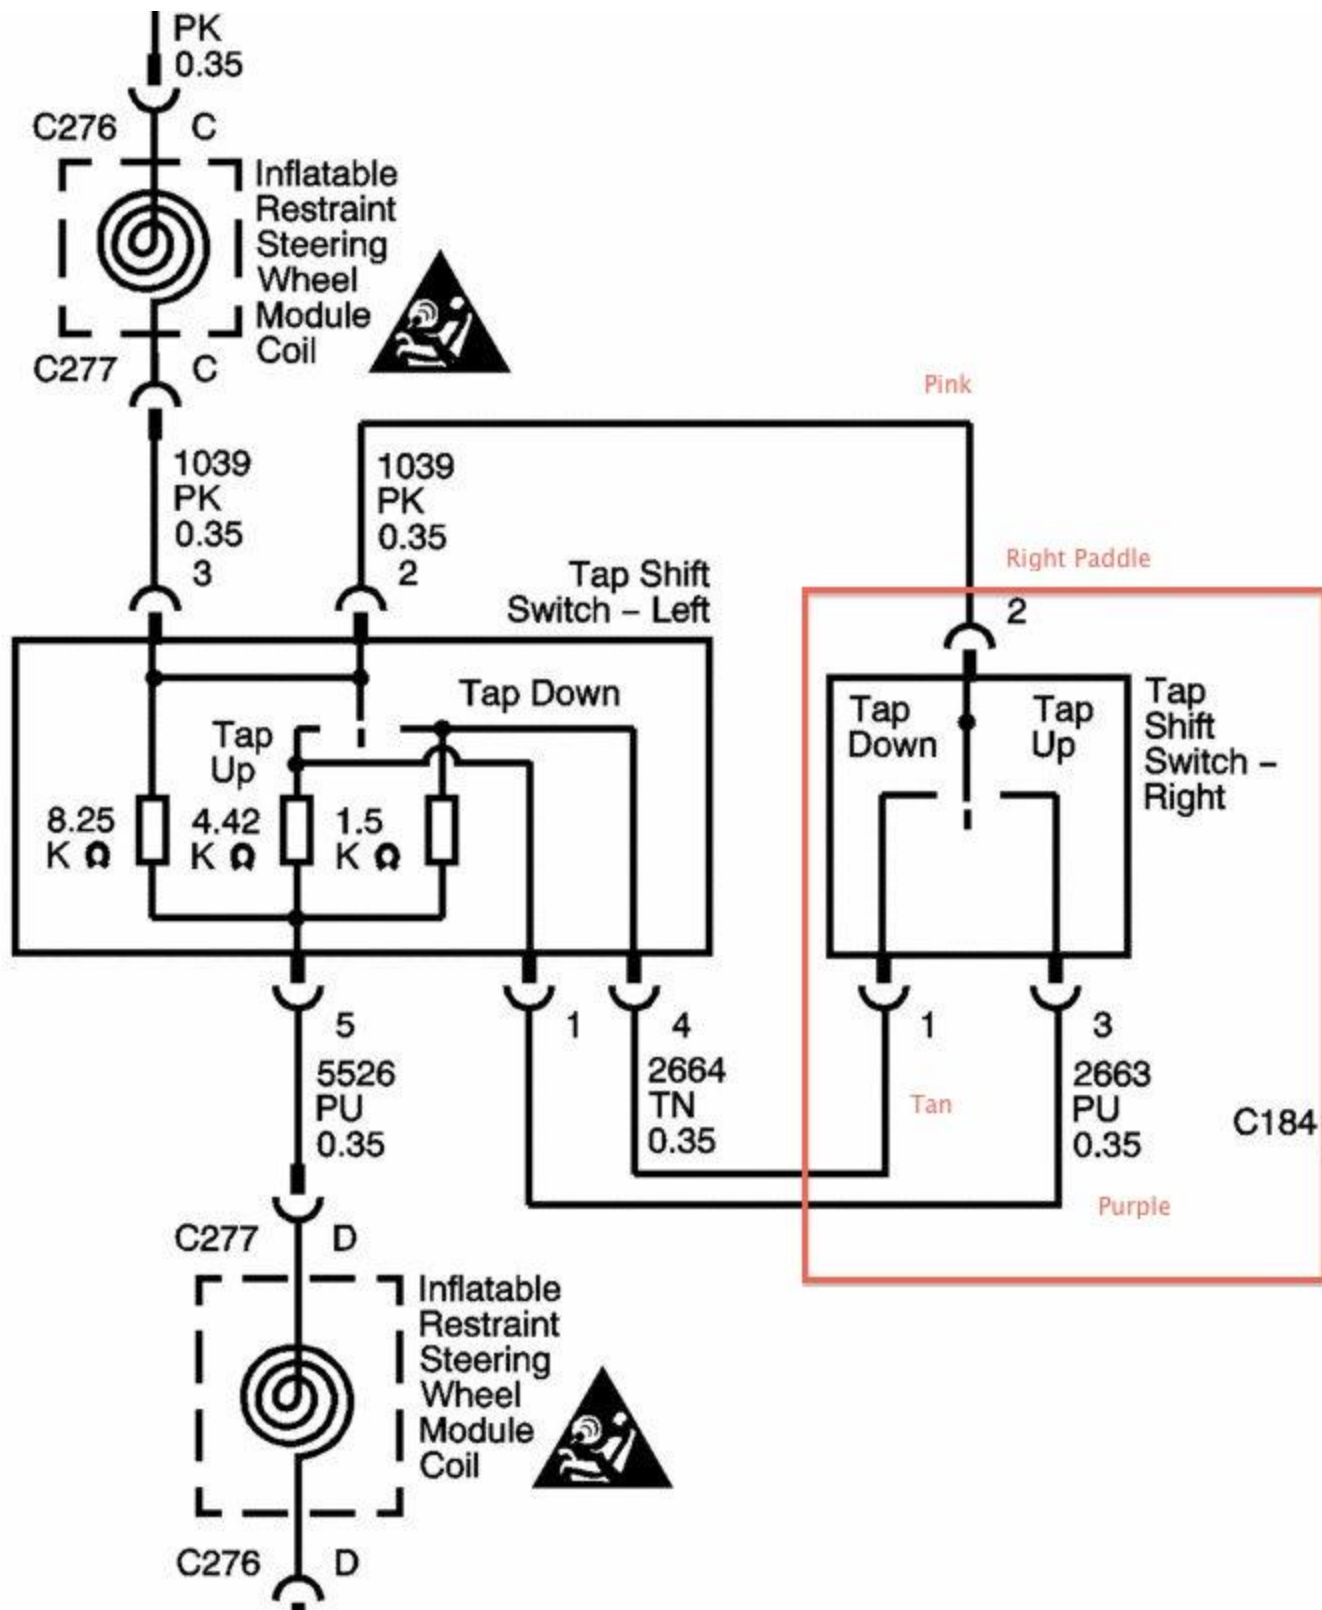 PK
0.35
C276 C
Inflatable
Restraint
Steering
Wheel
Module
Coil
C277 C
Pink
1039
PK
0.35
3
1039
PK
0.35
2
Right Paddle
Tap Shift
Switch – Left
2
Tap Down
Tap
Up
8.25
K Ω
4.42
K Ω
1.5
K Ω
Tap
Down
Tap
Up
Tap
Shift
Switch –
Right
5
1
4
1
3
5526
PU
0.35
2664
TN
0.35
Tan
2663
PU
0.35
C184
Purple
C277 D
Inflatable
Restraint
Steering
Wheel
Module
Coil
C276 D